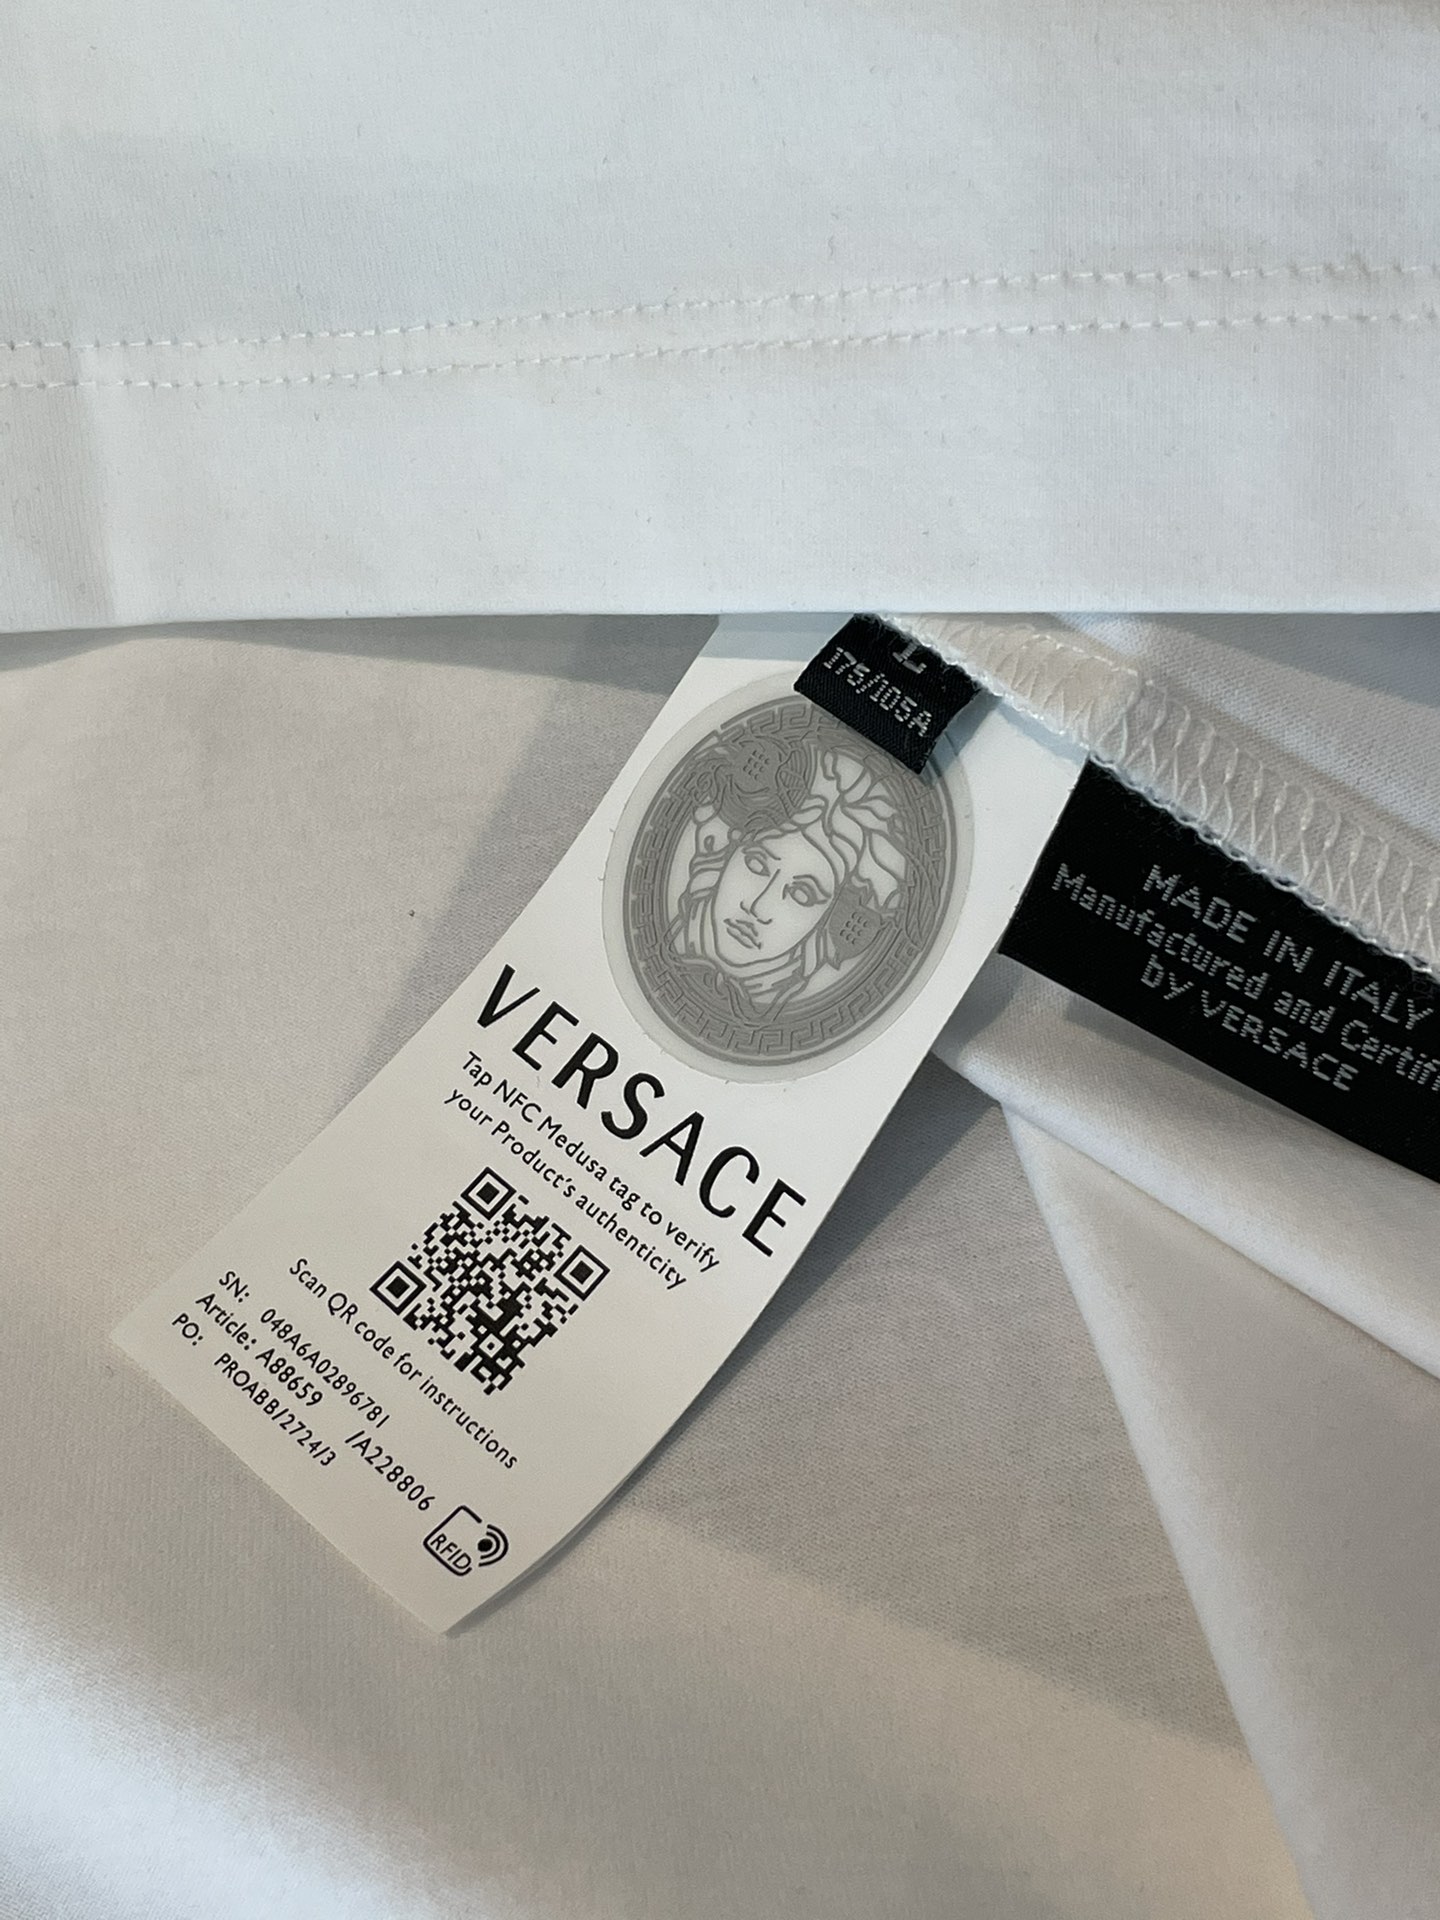 L
175/105A
MADE IN ITALY
Manufactured and
by VERSACE
VERSACE
Tap NFC Medusa tag to verify
your Product's authenticity
Scan QR code for instructions
SN: 048A6A02896781
Article: A88659 /A228806
PO: PROABB/2724/3
RFID